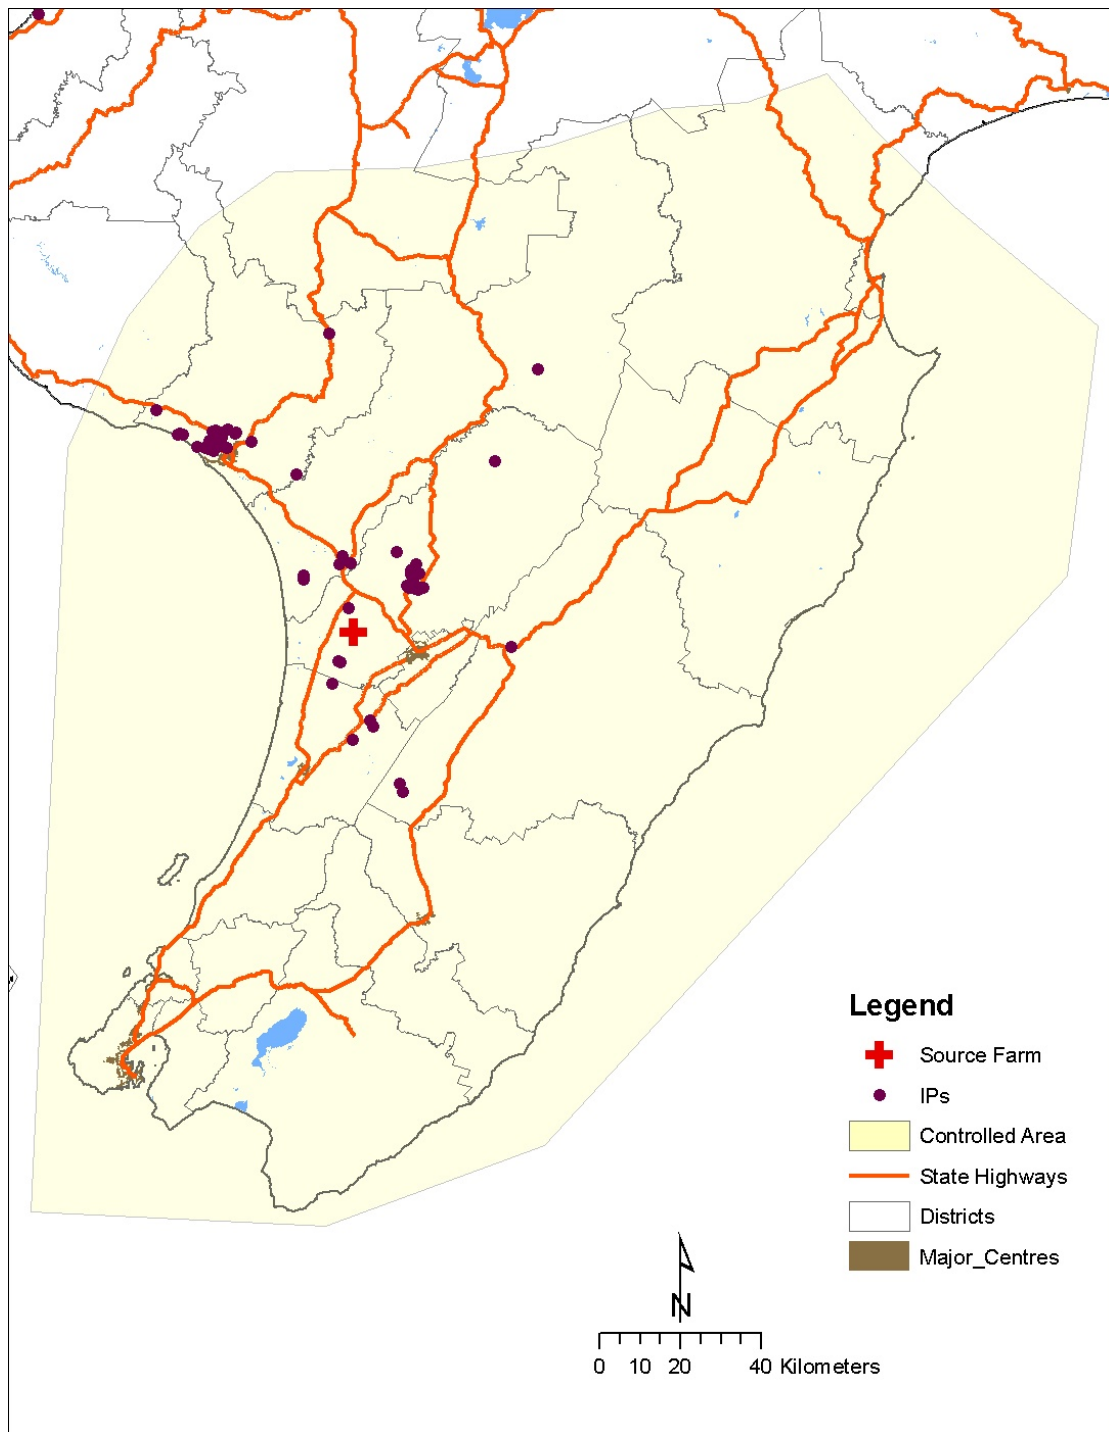 Legend
Source Farm
IPs
Controlled Area
State Highways
Districts
Major_Centres
N
0 10 20 40 Kilometers